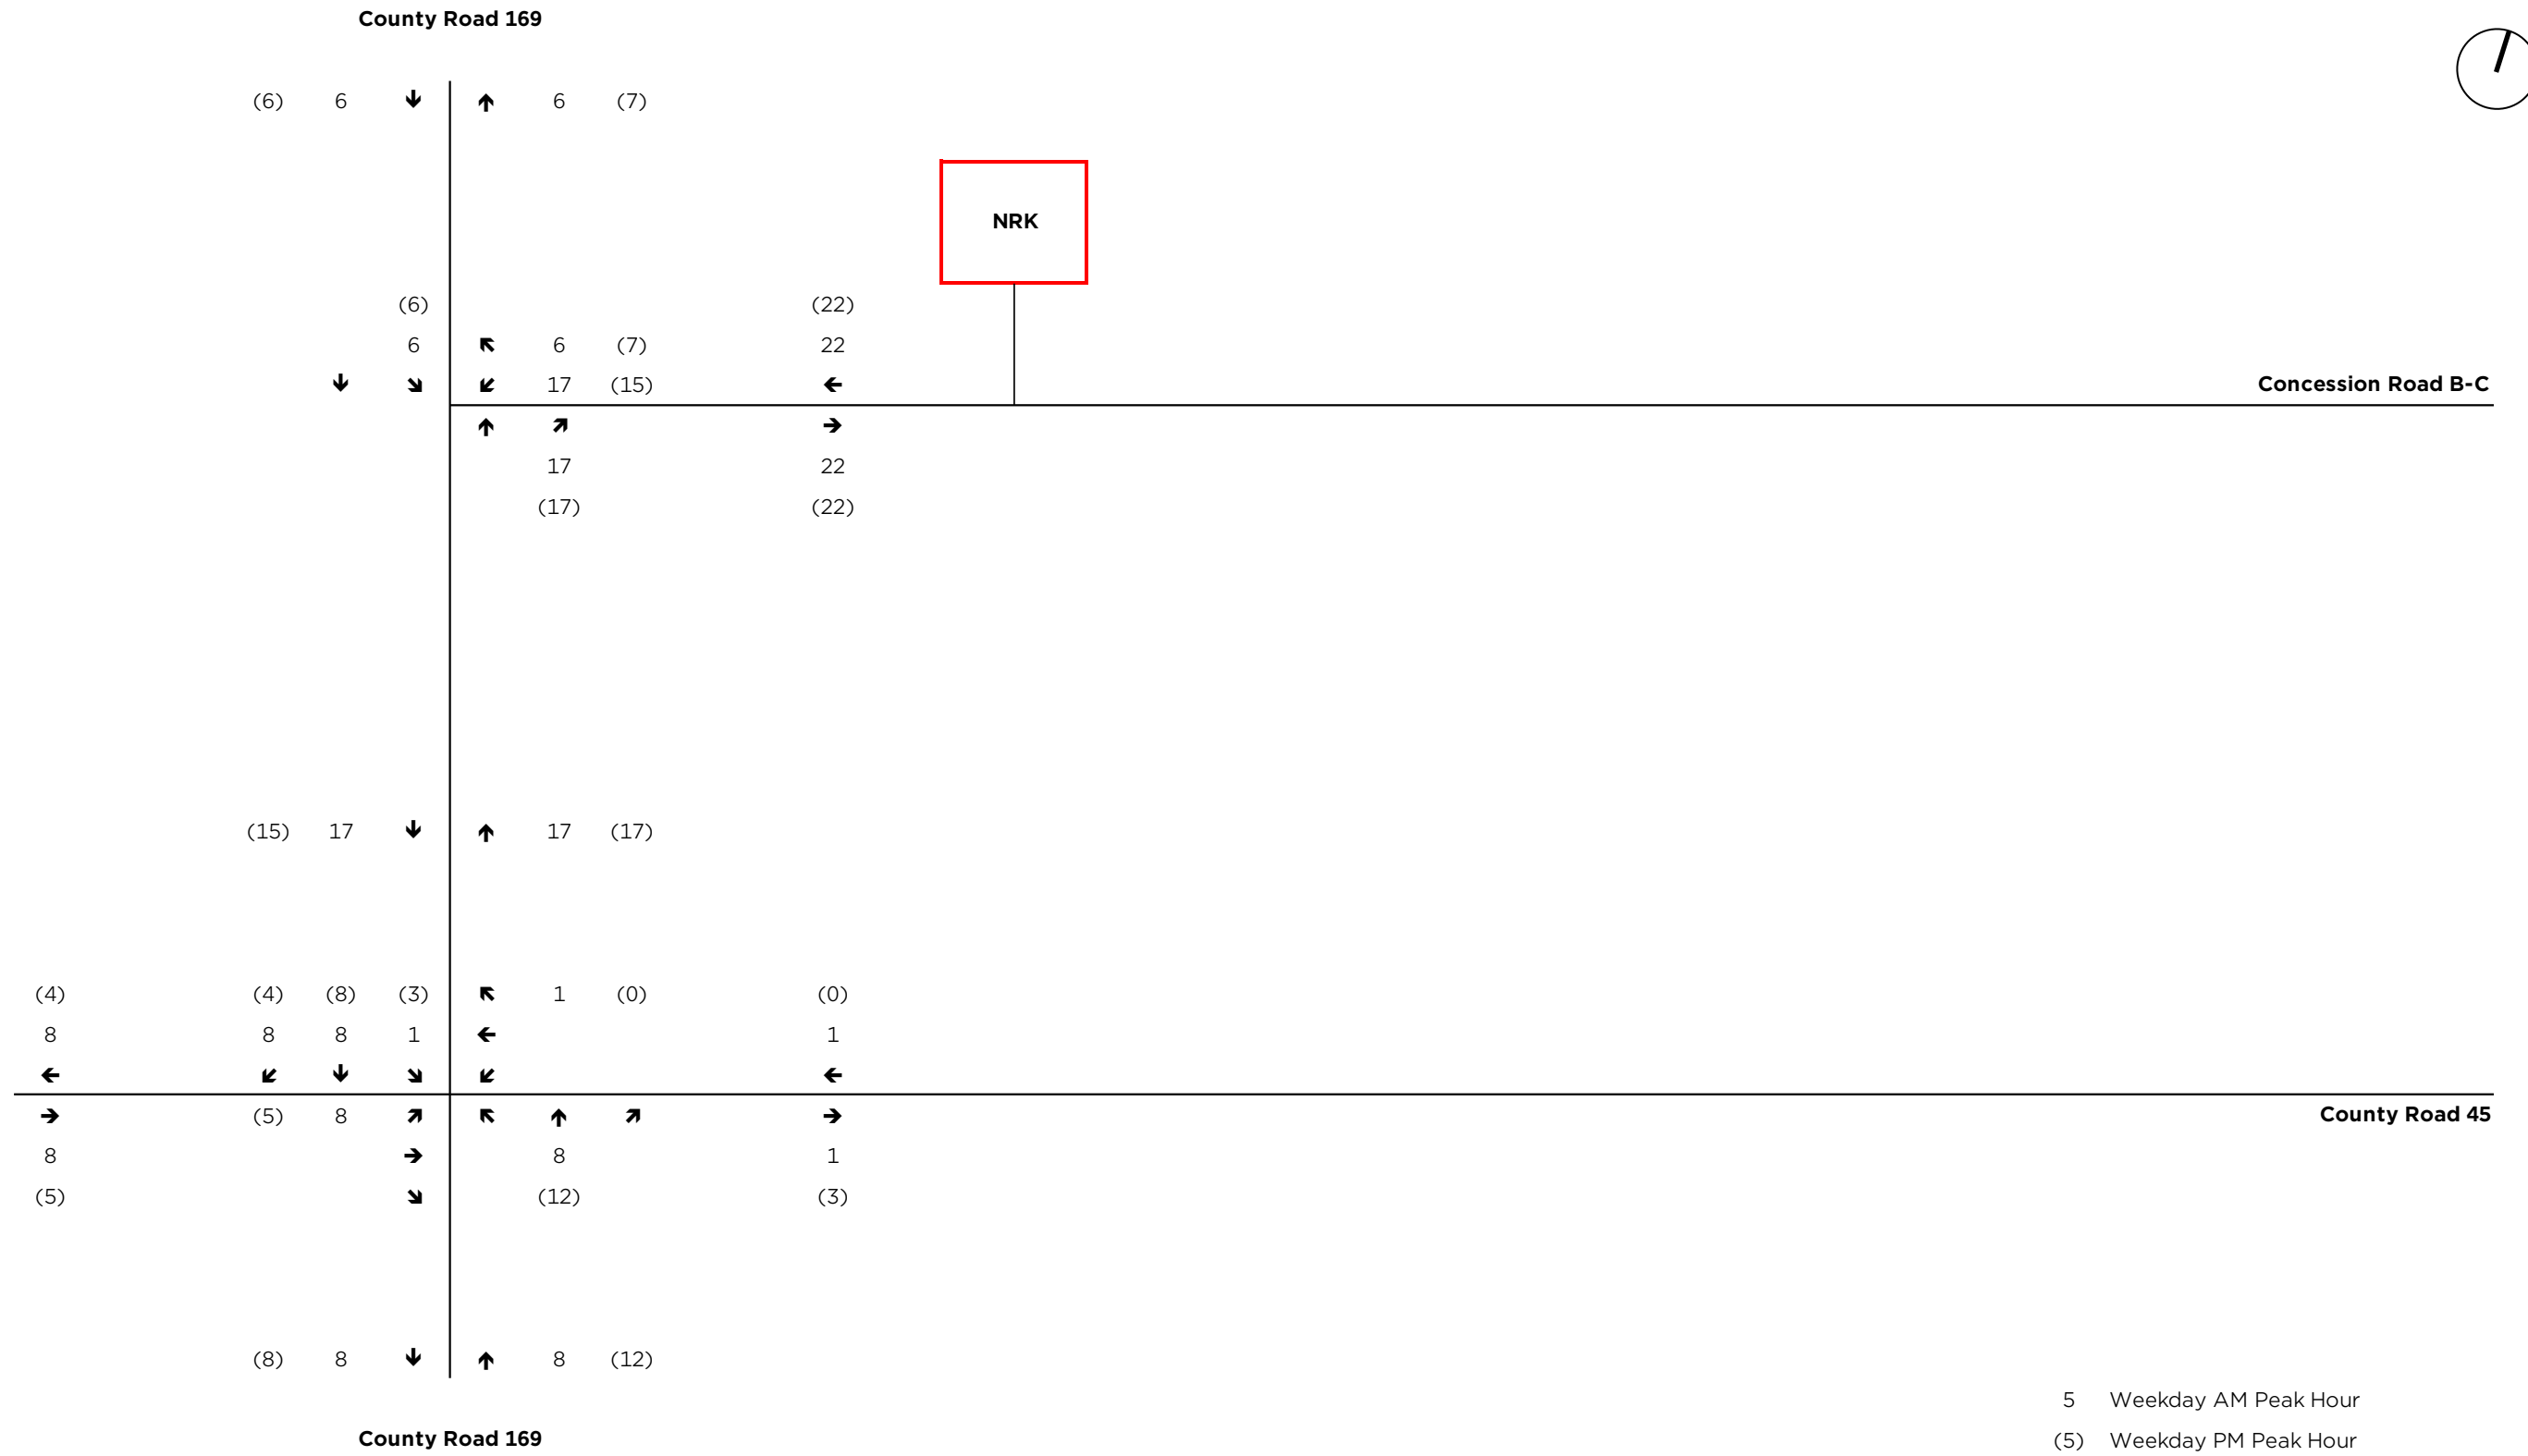 County Road 169
(6) 6 ↓ ↑ 6 (7)
NRK
(6) (22)
6 ↖ 6 (7) 22
↓ ↘ ↙ 17 (15) ←
Concession Road B-C
↑ ↗ →
17 22
(17) (22)
(15) 17 ↓ ↑ 17 (17)
(4) (4) (8) (3) ↖ 1 (0) (0)
8 8 8 1 ← 1
← ↙ ↓ ↘ ↙ ←
→ (5) 8 ↗ ↖ ↑ ↗ →
County Road 45
8 → 8 1
(5) ↘ (12) (3)
(8) 8 ↓ ↑ 8 (12)
5 Weekday AM Peak Hour
County Road 169
(5) Weekday PM Peak Hour